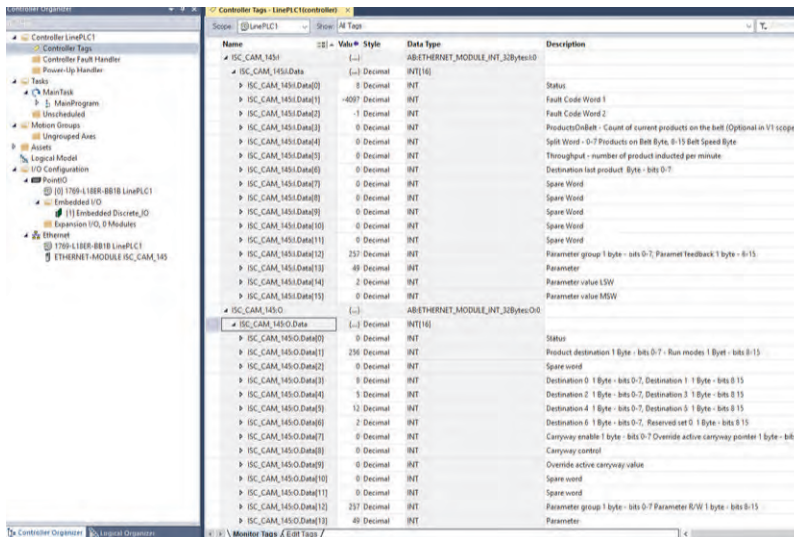 Controller Organizer
Controller LinePLC1
Controller Tags
Controller Fault Handler
Power-Up Handler
Tasks
MainTask
MainProgram
Unscheduled
Motion Groups
Ungrouped Axes
Assets
Logical Model
I/O Configuration
PointIO
[0] 1769-L18ER-BB1B LinePLC1
Embedded I/O
[1] Embedded Discrete_IO
Expansion I/O, 0 Modules
Ethernet
1769-L18ER-BB1B LinePLC1
ETHERNET-MODULE ISC_CAM_145
Controller Organizer Logical Organizer
Controller Tags - LinePLC1(controller) ×
Scope: LinePLC1 Show: All Tags
Name Value Style Data Type Description
ISC_CAM_145:I {...} AB:ETHERNET_MODULE_INT_32Bytes:I:0
ISC_CAM_145:I.Data {...} Decimal INT[16]
ISC_CAM_145:I.Data[0] 8 Decimal INT Status
ISC_CAM_145:I.Data[1] -4097 Decimal INT Fault Code Word 1
ISC_CAM_145:I.Data[2] -1 Decimal INT Fault Code Word 2
ISC_CAM_145:I.Data[3] 0 Decimal INT ProductsOnBelt - Count of current products on the belt (Optional in V1 scope
ISC_CAM_145:I.Data[4] 0 Decimal INT Split Word - 0-7 Products on Belt Byte, 8-15 Belt Speed Byte
ISC_CAM_145:I.Data[5] 0 Decimal INT Throughput - number of product inducted per minute
ISC_CAM_145:I.Data[6] 0 Decimal INT Destination last product Byte - bits 0-7
ISC_CAM_145:I.Data[7] 0 Decimal INT Spare Word
ISC_CAM_145:I.Data[8] 0 Decimal INT Spare Word
ISC_CAM_145:I.Data[9] 0 Decimal INT Spare Word
ISC_CAM_145:I.Data[10] 0 Decimal INT Spare Word
ISC_CAM_145:I.Data[11] 0 Decimal INT Spare Word
ISC_CAM_145:I.Data[12] 257 Decimal INT Parameter group 1 byte - bits 0-7, Paramet feedback 1 byte - 8-15
ISC_CAM_145:I.Data[13] 49 Decimal INT Parameter
ISC_CAM_145:I.Data[14] 2 Decimal INT Parameter value LSW
ISC_CAM_145:I.Data[15] 0 Decimal INT Parameter value MSW
ISC_CAM_145:O {...} AB:ETHERNET_MODULE_INT_32Bytes:O:0
ISC_CAM_145:O.Data {...} Decimal INT[16]
ISC_CAM_145:O.Data[0] 0 Decimal INT Status
ISC_CAM_145:O.Data[1] 256 Decimal INT Product destination 1 Byte - bits 0-7 - Run modes 1 Byet - bits 8-15
ISC_CAM_145:O.Data[2] 0 Decimal INT Spare word
ISC_CAM_145:O.Data[3] Decimal INT Destination 0 1 Byte - bits 0-7, Destination 1 1 Byte - bits 8 15
ISC_CAM_145:O.Data[4] 5 Decimal INT Destination 2 1 Byte - bits 0-7, Destination 3 1 Byte - bits 8 15
ISC_CAM_145:O.Data[5] 12 Decimal INT Destination 4 1 Byte - bits 0-7, Destination 5 1 Byte - bits 8 15
ISC_CAM_145:O.Data[6] 2 Decimal INT Destination 6 1 Byte - bits 0-7, Reserved set 0 1 Byte - bits 8 15
ISC_CAM_145:O.Data[7] 0 Decimal INT Carryway enable 1 byte - bits 0-7 Override active carryway pointer 1 byte - bit
ISC_CAM_145:O.Data[8] 0 Decimal INT Carryway control
ISC_CAM_145:O.Data[9] 0 Decimal INT Override active carryway value
ISC_CAM_145:O.Data[10] 0 Decimal INT Spare word
ISC_CAM_145:O.Data[11] 0 Decimal INT Spare word
ISC_CAM_145:O.Data[12] 257 Decimal INT Parameter group 1 byte - bits 0-7 Parameter R/W 1 byte - bits 8-15
ISC_CAM_145:O.Data[13] 49 Decimal INT Parameter
Monitor Tags Edit Tags